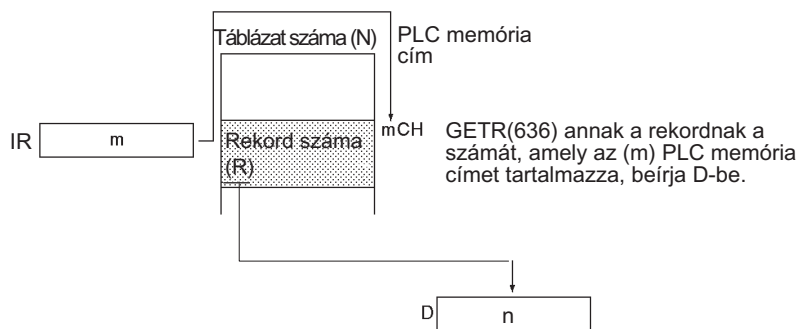 Táblázat száma (N)
PLC memória
cím
IR
m
Rekord száma
(R)
mCH
GETR(636) annak a rekordnak a
számát, amely az (m) PLC memória
címet tartalmazza, beírja D-be.
D
n